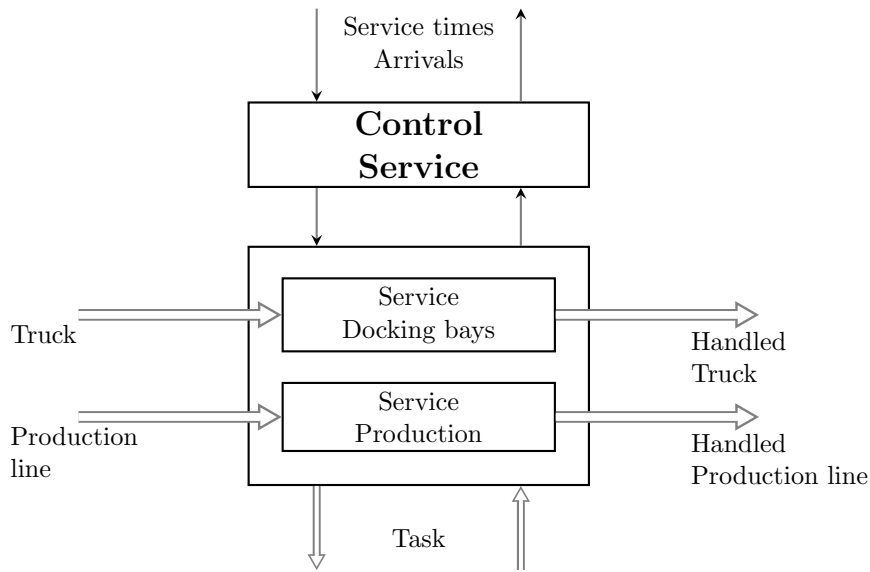 Service times
Arrivals
Control
Service
Service
Docking bays
Truck
Handled
Truck
Service
Production
Production
line
Handled
Production line
Task